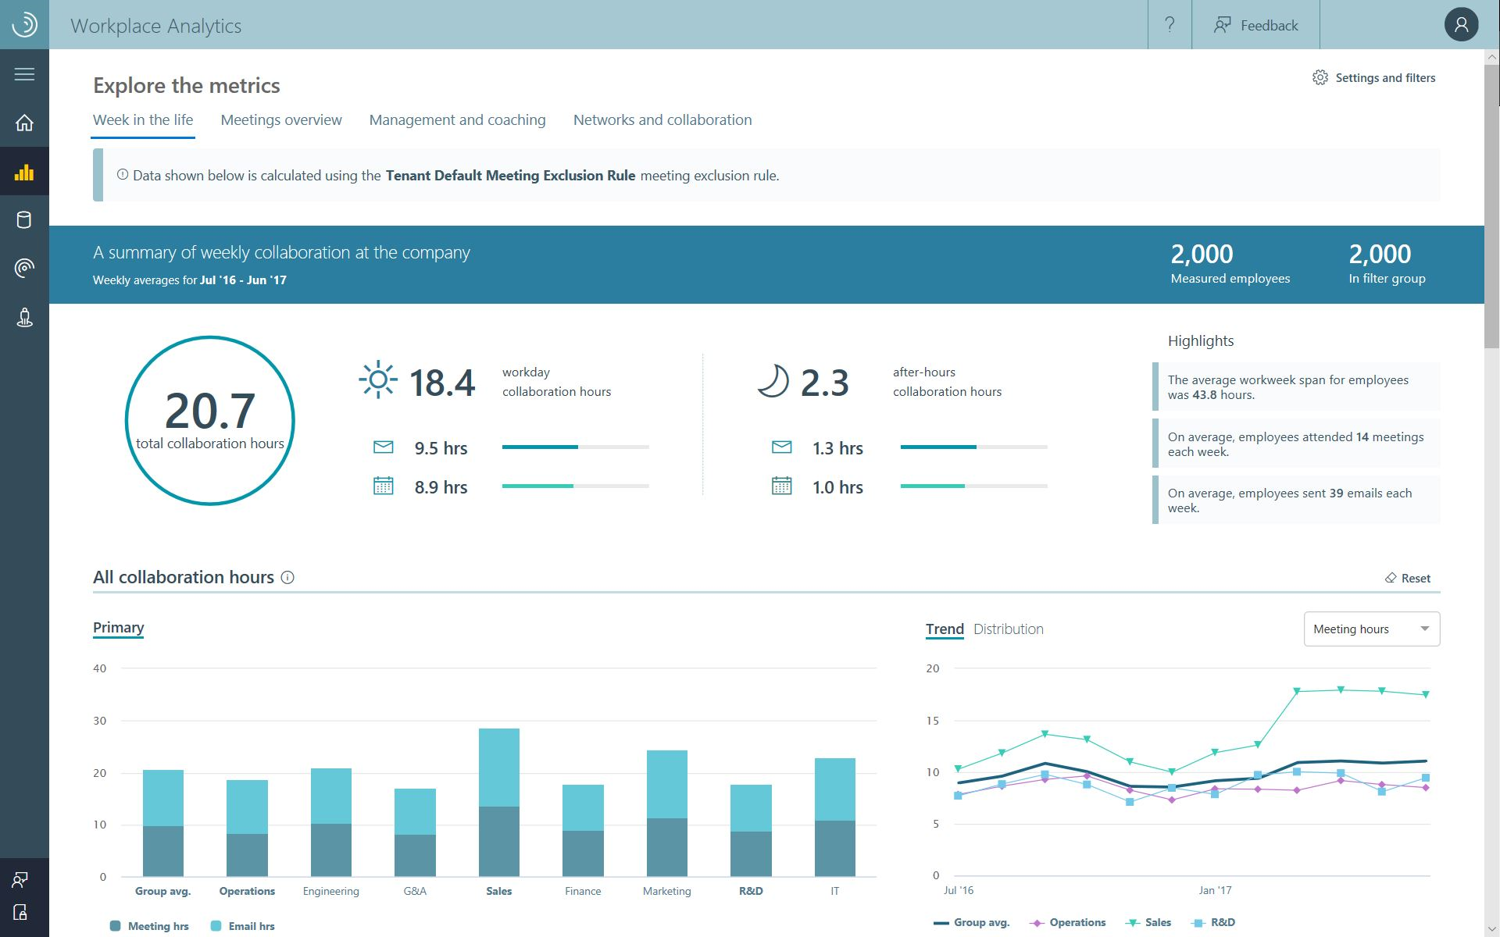 Workplace Analytics
?
Feedback
Explore the metrics
Settings and filters
Week in the life
Meetings overview
Management and coaching
Networks and collaboration
Data shown below is calculated using the Tenant Default Meeting Exclusion Rule meeting exclusion rule.
A summary of weekly collaboration at the company
Weekly averages for Jul '16 - Jun '17
2,000
Measured employees
2,000
In filter group
20.7
total collaboration hours
18.4
workday
collaboration hours
9.5 hrs
8.9 hrs
2.3
after-hours
collaboration hours
1.3 hrs
1.0 hrs
Highlights
The average workweek span for employees
was 43.8 hours.
On average, employees attended 14 meetings
each week.
On average, employees sent 39 emails each
week.
All collaboration hours
Reset
Primary
40
30
20
10
0
Group avg.
Operations
Engineering
G&A
Sales
Finance
Marketing
R&D
IT
Meeting hrs
Email hrs
Trend
Distribution
Meeting hours
20
15
10
5
0
Jul '16
Jan '17
Group avg.
Operations
Sales
R&D